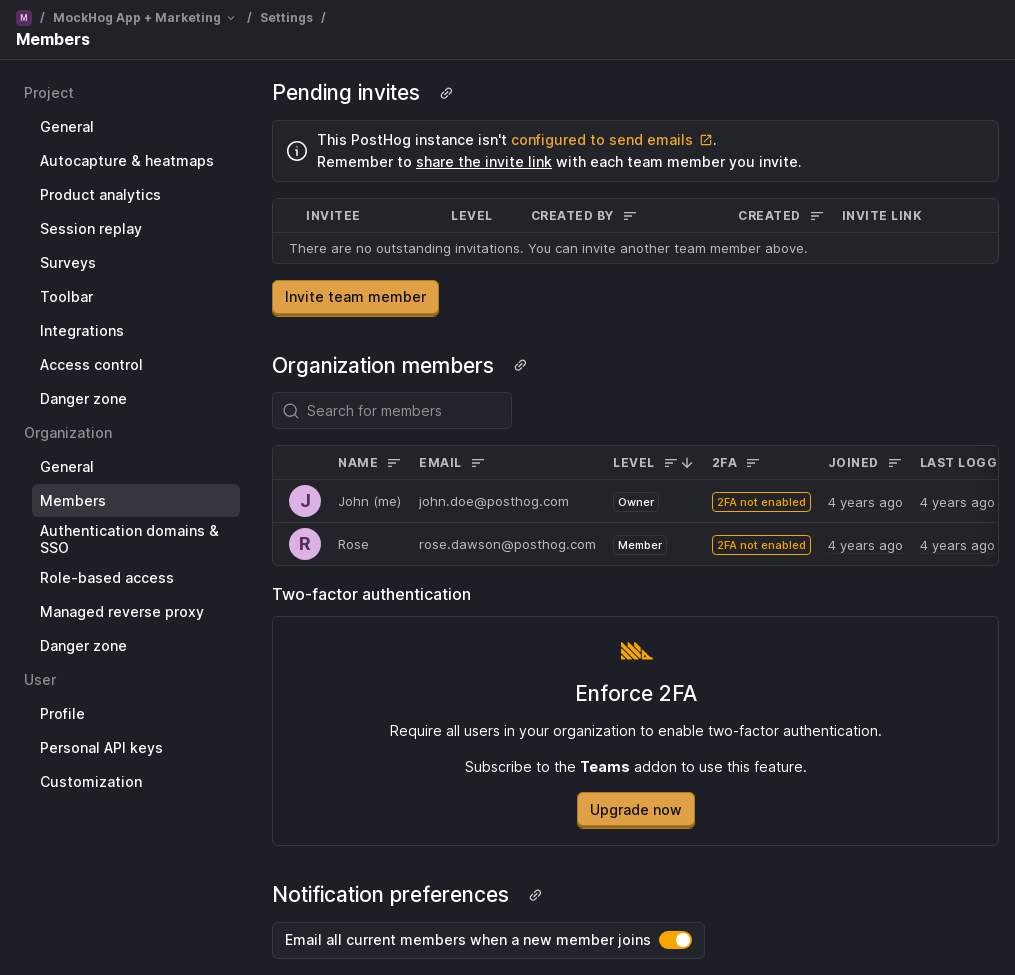 M / MockHog App + Marketing / Settings /
Members
Project
General
Autocapture & heatmaps
Product analytics
Session replay
Surveys
Toolbar
Integrations
Access control
Danger zone
Organization
General
Members
Authentication domains &
SSO
Role-based access
Managed reverse proxy
Danger zone
User
Profile
Personal API keys
Customization
Pending invites
This PostHog instance isn't configured to send emails.
Remember to share the invite link with each team member you invite.
INVITEE LEVEL CREATED BY CREATED INVITE LINK
There are no outstanding invitations. You can invite another team member above.
Invite team member
Organization members
Search for members
NAME EMAIL LEVEL 2FA JOINED LAST LOGG
J John (me) john.doe@posthog.com Owner 2FA not enabled 4 years ago 4 years ago
R Rose rose.dawson@posthog.com Member 2FA not enabled 4 years ago 4 years ago
Two-factor authentication
Enforce 2FA
Require all users in your organization to enable two-factor authentication.
Subscribe to the Teams addon to use this feature.
Upgrade now
Notification preferences
Email all current members when a new member joins